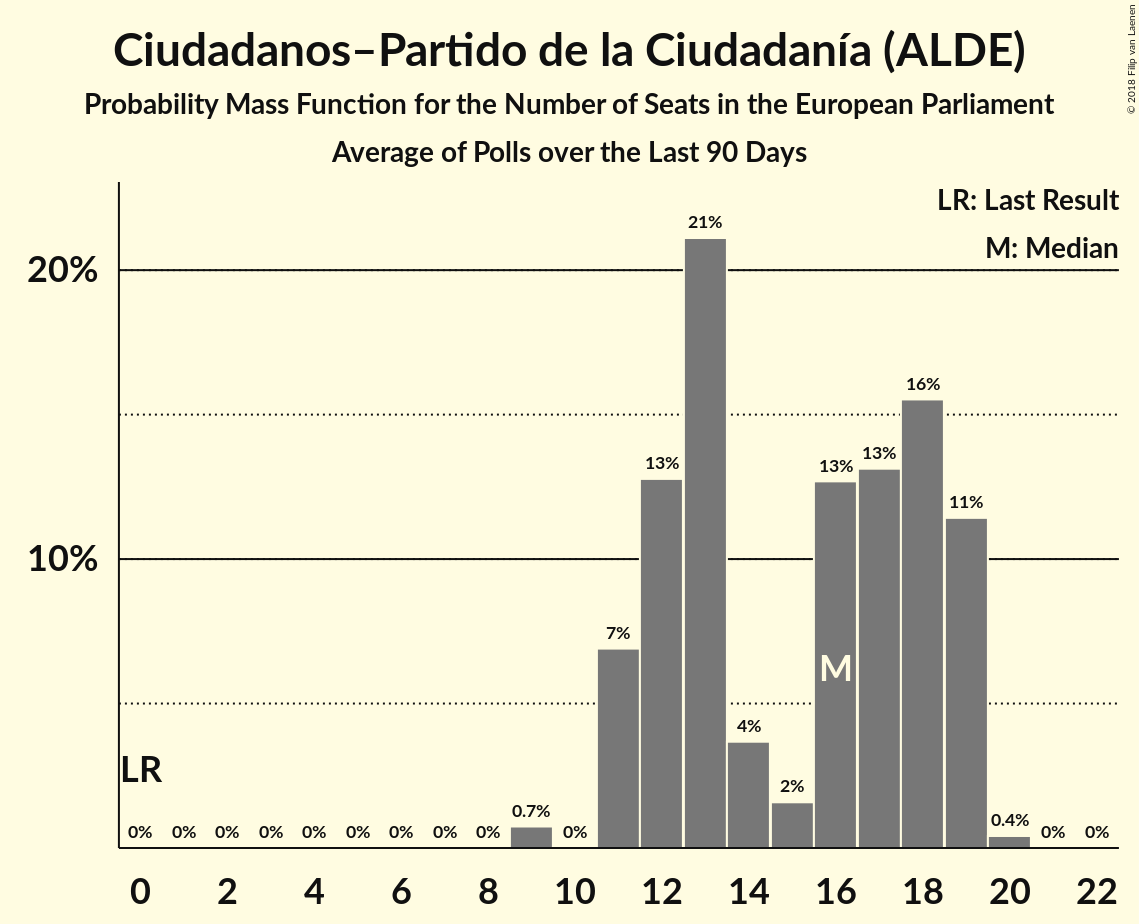 Ciudadanos–Partido de la Ciudadanía (ALDE)
Probability Mass Function for the Number of Seats in the European Parliament
Average of Polls over the Last 90 Days
© 2018 Filip van Laenen
LR: Last Result
M: Median
20%
10%
21%
16%
13%
13%
13%
11%
7%
M
4%
2%
LR
0.7%
0.4%
0% 0% 0% 0% 0% 0% 0% 0% 0% 0% 0% 0%
0 2 4 6 8 10 12 14 16 18 20 22